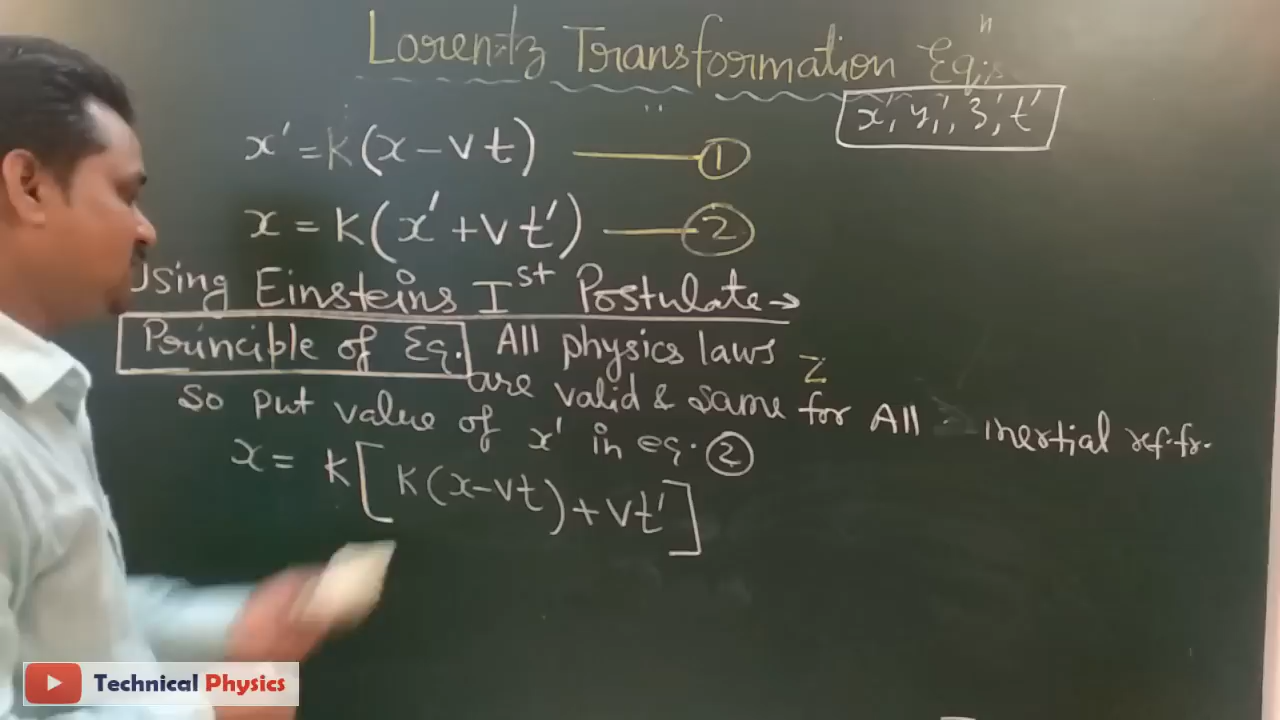 Lorentz Transformation Eqⁿs
x', y', z', t'
x' = K(x - vt) ——— ①
x = K(x' + vt') ——— ②
Using Einsteins Iˢᵗ Postulate →
Principle of Eq. All physics laws
are valid & same for All inertial ref. fr.
Z
So put value of x' in eq. ②
x = K[K(x-vt) + vt']
Technical Physics